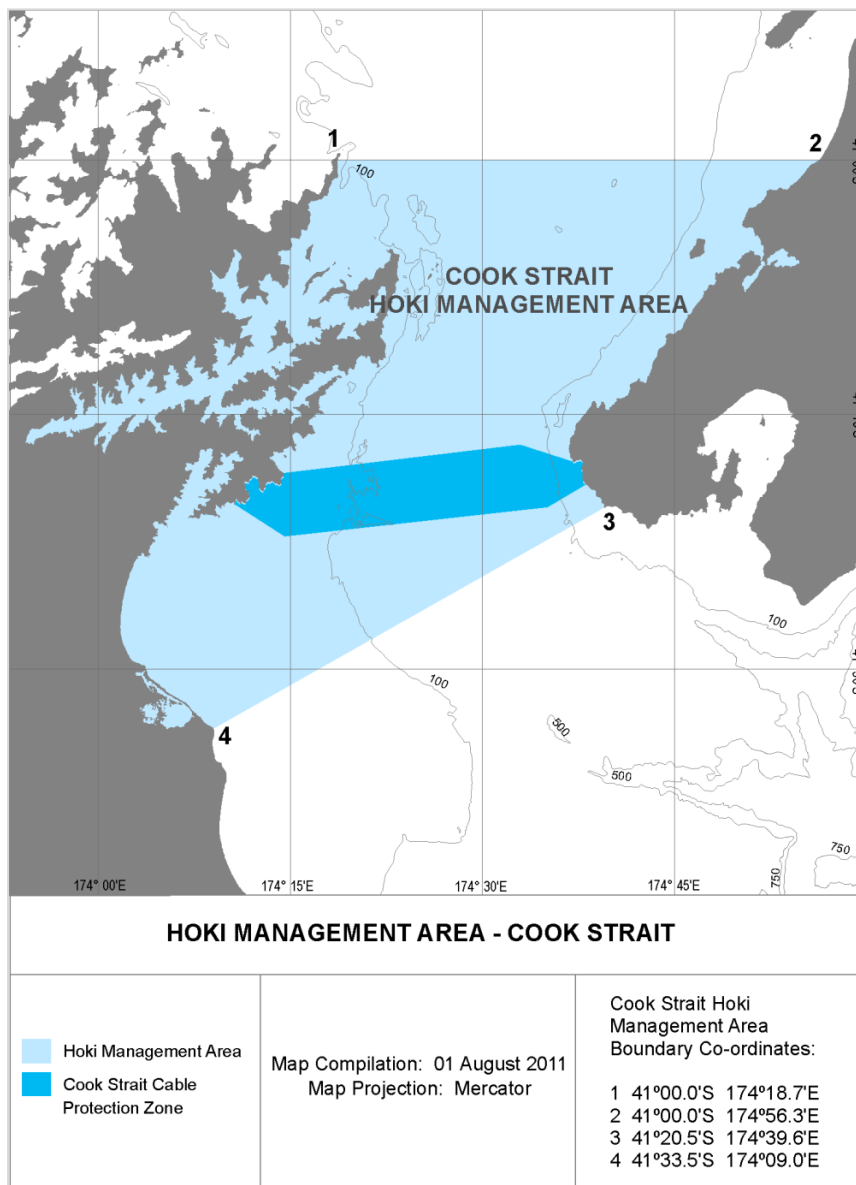 1
2
100
COOK STRAIT
HOKI MANAGEMENT AREA
3
100
100
4
500
500
750
750
174° 00'E
174° 15'E
174° 30'E
174° 45'E
HOKI MANAGEMENT AREA - COOK STRAIT
Hoki Management Area
Cook Strait Cable
Protection Zone
Map Compilation: 01 August 2011
Map Projection: Mercator
Cook Strait Hoki
Management Area
Boundary Co-ordinates:
1 41º00.0'S 174º18.7'E
2 41º00.0'S 174º56.3'E
3 41º20.5'S 174º39.6'E
4 41º33.5'S 174º09.0'E